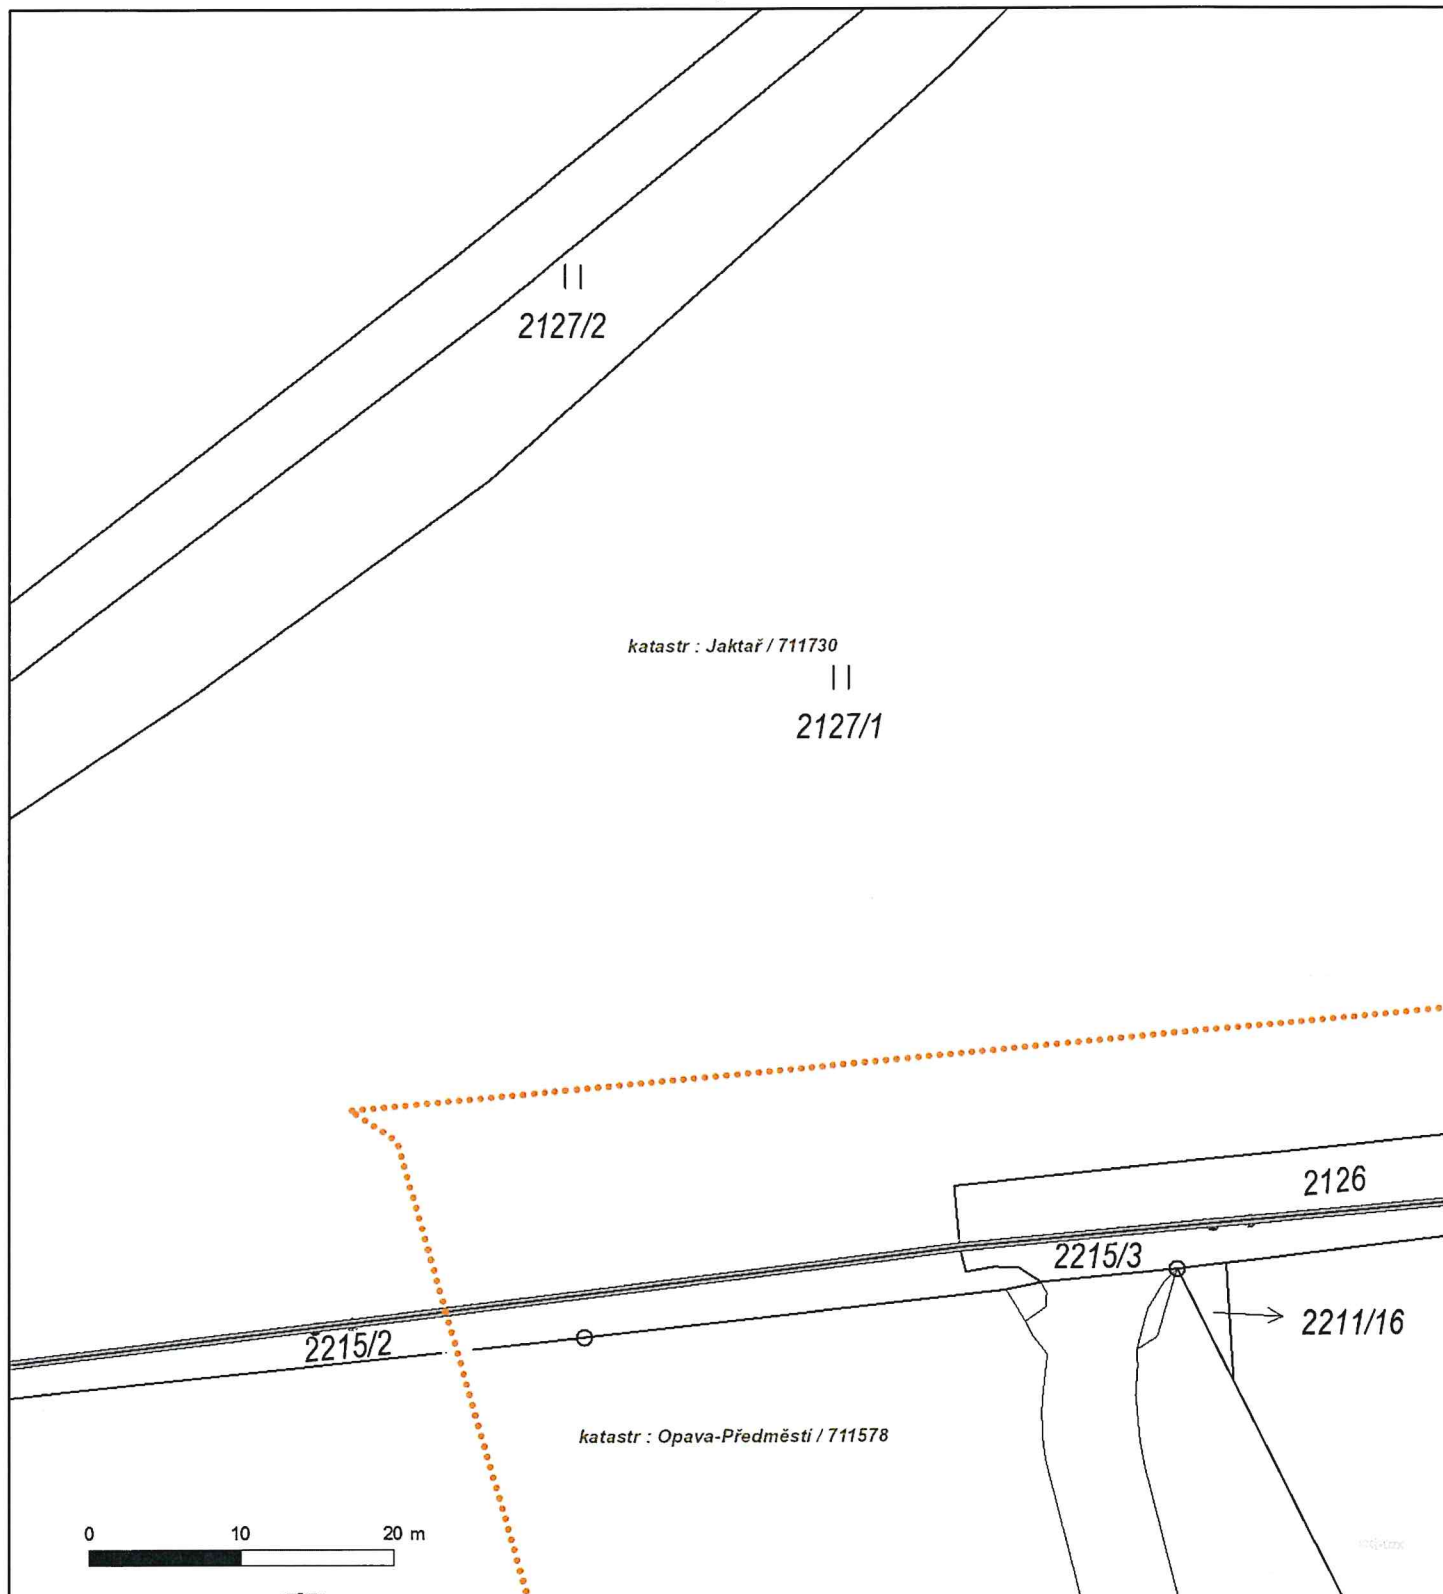 2127/2
katastr : Jaktař / 711730
2127/1
2126
2215/3
2211/16
2215/2
katastr : Opava-Předměstí / 711578
0 10 20 m